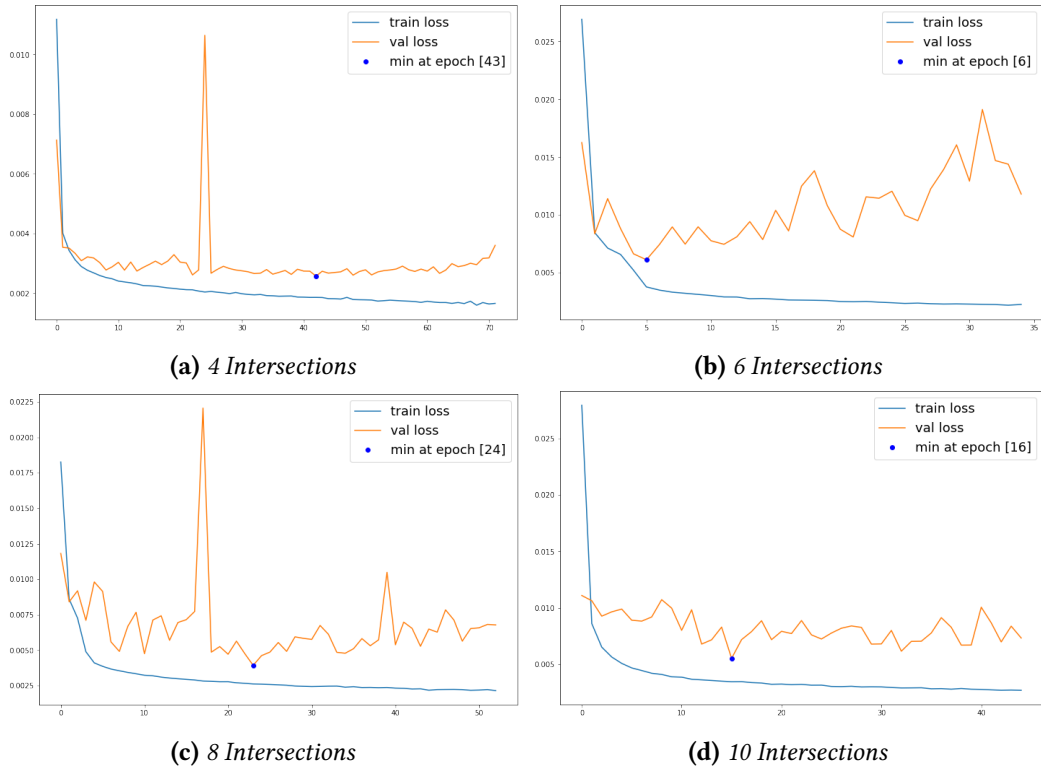 train loss
val loss
min at epoch [43]
0.010
0.008
0.006
0.004
0.002
0 10 20 30 40 50 60 70
(a) 4 Intersections
train loss
val loss
min at epoch [6]
0.025
0.020
0.015
0.010
0.005
0 5 10 15 20 25 30 35
(b) 6 Intersections
train loss
val loss
min at epoch [24]
0.0225
0.0200
0.0175
0.0150
0.0125
0.0100
0.0075
0.0050
0.0025
0 10 20 30 40 50
(c) 8 Intersections
train loss
val loss
min at epoch [16]
0.025
0.020
0.015
0.010
0.005
0 10 20 30 40
(d) 10 Intersections